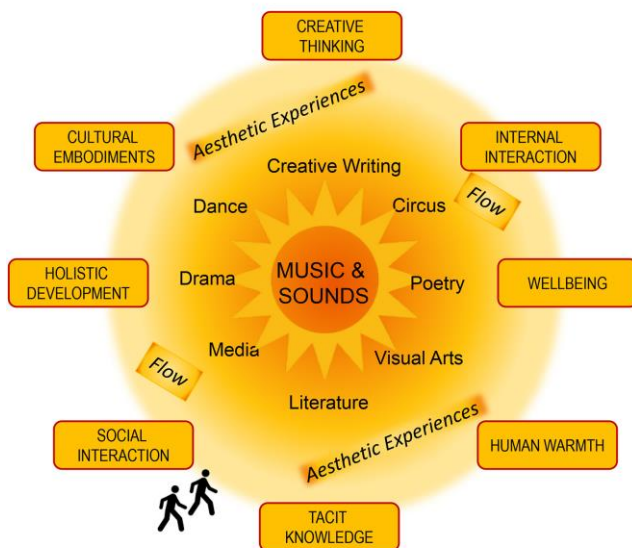 CREATIVE
THINKING
Aesthetic Experiences
CULTURAL
EMBODIMENTS
INTERNAL
INTERACTION
Creative Writing
Flow
Dance
Circus
HOLISTIC
DEVELOPMENT
Drama
MUSIC &
SOUNDS
Poetry
WELLBEING
Media
Visual Arts
Flow
Literature
Aesthetic Experiences
SOCIAL
INTERACTION
HUMAN WARMTH
TACIT
KNOWLEDGE